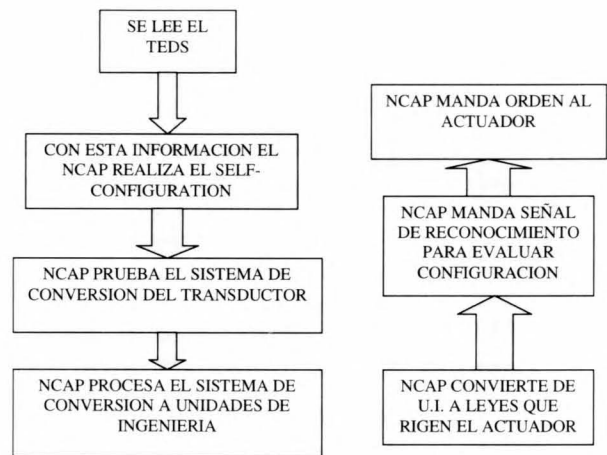 SE LEE EL
TEDS
CON ESTA INFORMACION EL
NCAP REALIZA EL SELF-
CONFIGURATION
NCAP PRUEBA EL SISTEMA DE
CONVERSION DEL TRANSDUCTOR
NCAP PROCESA EL SISTEMA DE
CONVERSION A UNIDADES DE
INGENIERIA
NCAP MANDA ORDEN AL
ACTUADOR
NCAP MANDA SEÑAL
DE RECONOCIMIENTO
PARA EVALUAR
CONFIGURACION
NCAP CONVIERTE DE
U.I. A LEYES QUE
RIGEN EL ACTUADOR